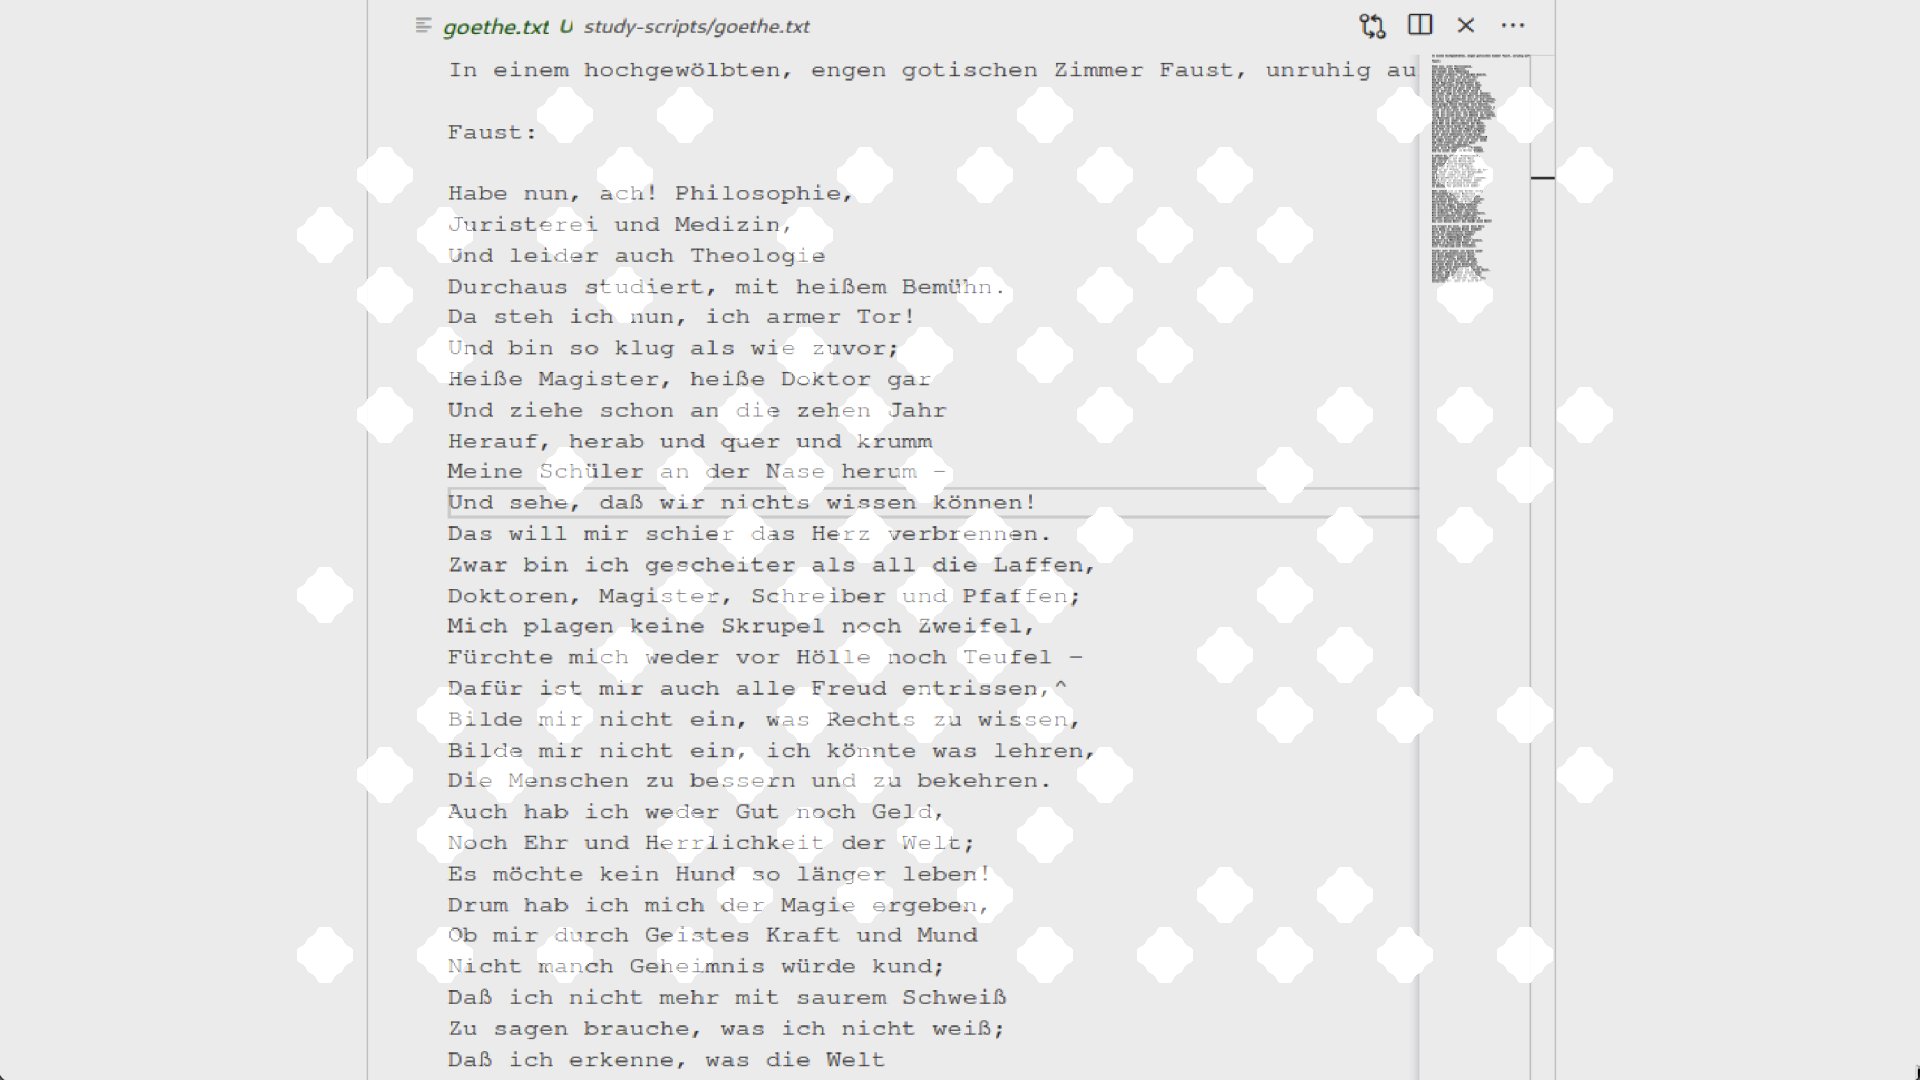 goethe.txt U study-scripts/goethe.txt
In einem hochgewölbten, engen gotischen Zimmer Faust, unruhig au
Faust:
Habe nun, ach! Philosophie,
Juristerei und Medizin,
Und leider auch Theologie
Durchaus studiert, mit heißem Bemühn.
Da steh ich nun, ich armer Tor!
Und bin so klug als wie zuvor;
Heiße Magister, heiße Doktor gar
Und ziehe schon an die zehen Jahr
Herauf, herab und quer und krumm
Meine Schüler an der Nase herum –
Und sehe, daß wir nichts wissen können!
Das will mir schier das Herz verbrennen.
Zwar bin ich gescheiter als all die Laffen,
Doktoren, Magister, Schreiber und Pfaffen;
Mich plagen keine Skrupel noch Zweifel,
Fürchte mich weder vor Hölle noch Teufel –
Dafür ist mir auch alle Freud entrissen,^
Bilde mir nicht ein, was Rechts zu wissen,
Bilde mir nicht ein, ich könnte was lehren,
Die Menschen zu bessern und zu bekehren.
Auch hab ich weder Gut noch Geld,
Noch Ehr und Herrlichkeit der Welt;
Es möchte kein Hund so länger leben!
Drum hab ich mich der Magie ergeben,
Ob mir durch Geistes Kraft und Mund
Nicht manch Geheimnis würde kund;
Daß ich nicht mehr mit saurem Schweiß
Zu sagen brauche, was ich nicht weiß;
Daß ich erkenne, was die Welt